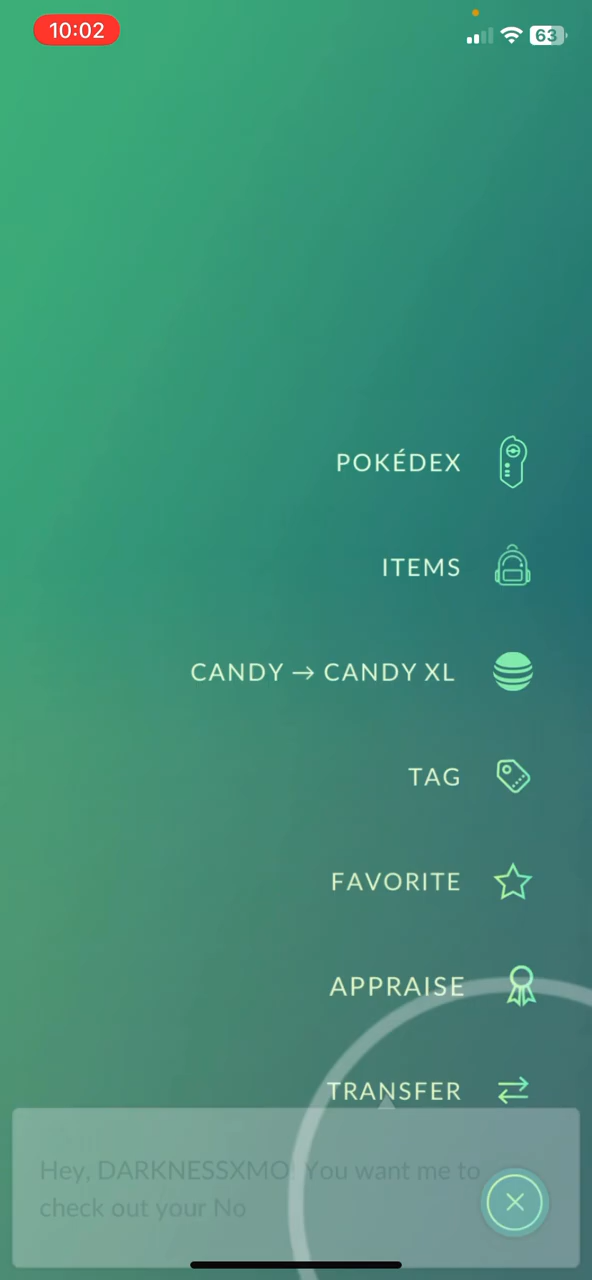 10:02
63
POKÉDEX
ITEMS
CANDY → CANDY XL
TAG
FAVORITE
APPRAISE
TRANSFER
Hey, DARKNESSXMO! You want me to
check out your No